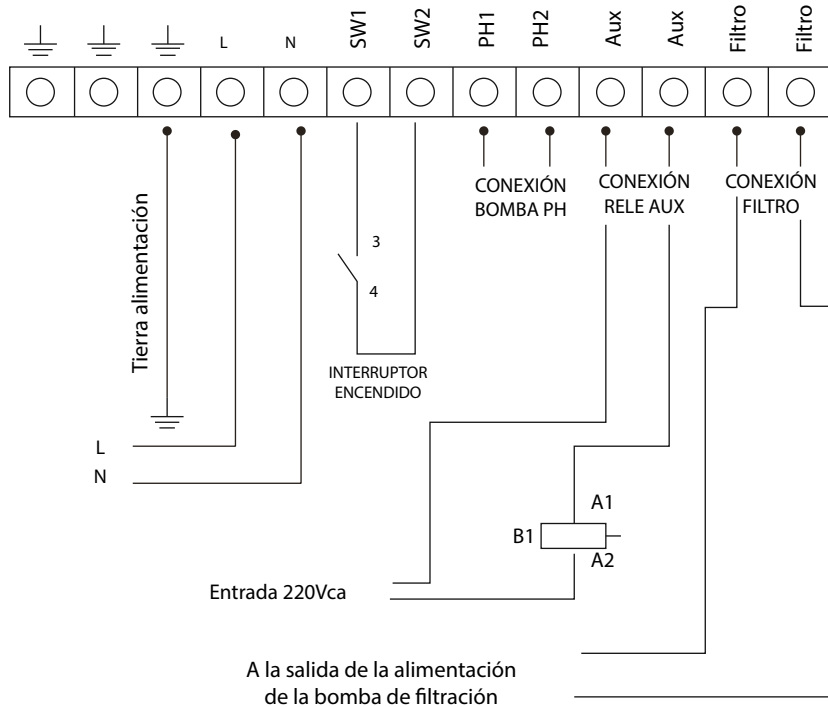 L
N
SW1
SW2
PH1
PH2
Aux
Aux
Filtro
Filtro
CONEXIÓN
BOMBA PH
CONEXIÓN
RELE AUX
CONEXIÓN
FILTRO
Tierra alimentación
3
4
INTERRUPTOR
ENCENDIDO
L
N
A1
B1
A2
Entrada 220Vca
A la salida de la alimentación
de la bomba de filtración